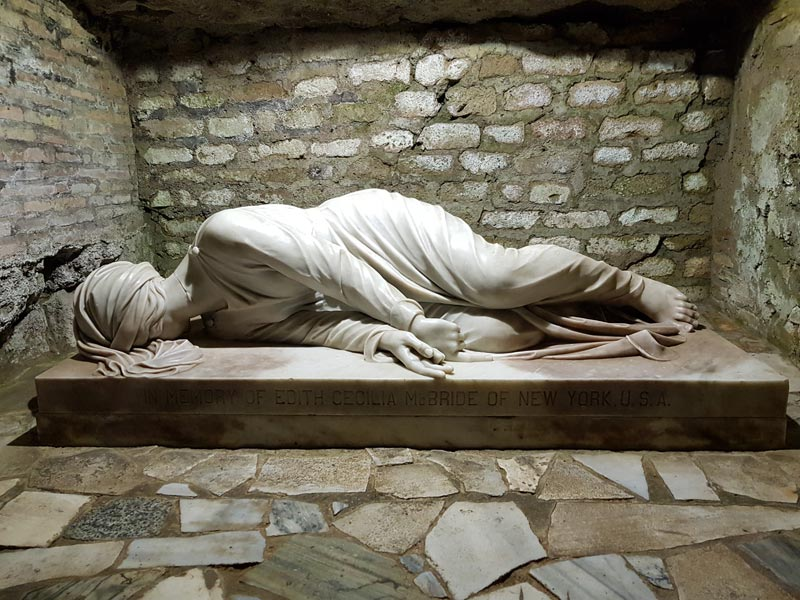 IN MEMORY OF EDITH CECILIA McBRIDE OF NEW YORK. U.S.A.